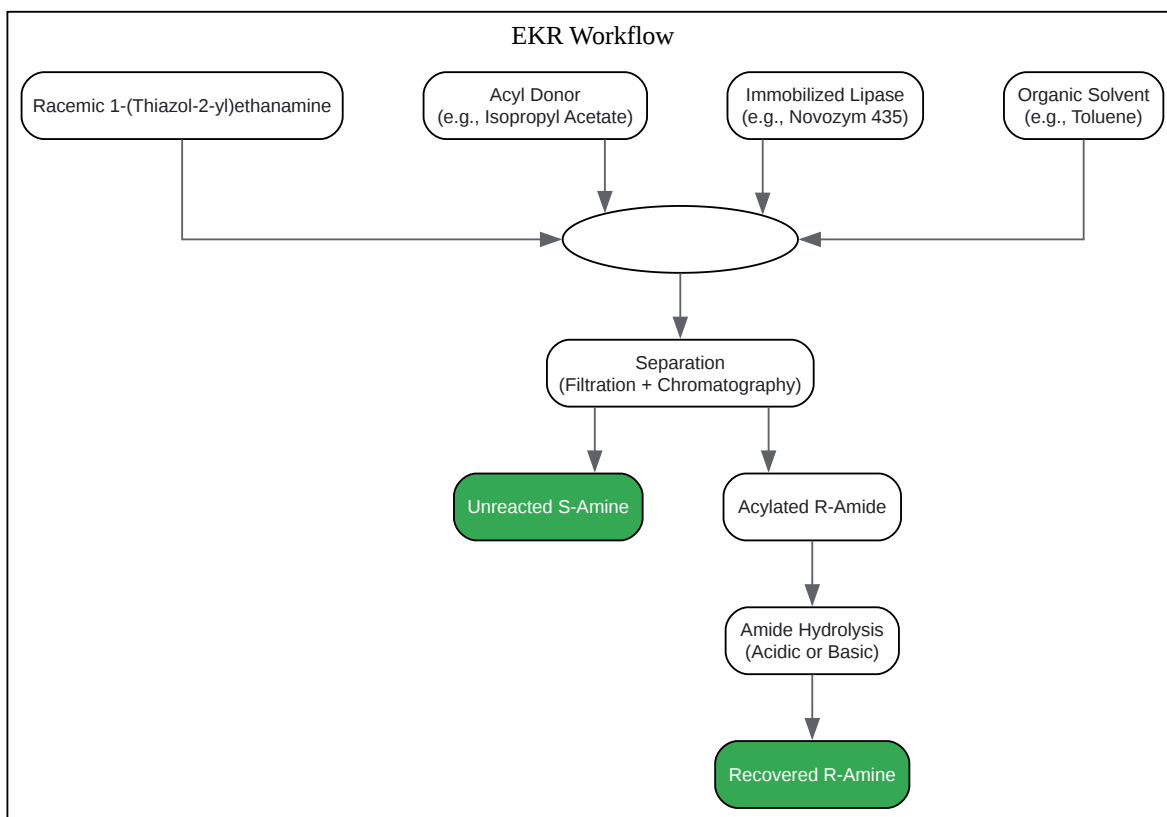 EKR Workflow
Racemic 1-(Thiazol-2-yl)ethanamine
Acyl Donor
(e.g., Isopropyl Acetate)
Immobilized Lipase
(e.g., Novozym 435)
Organic Solvent
(e.g., Toluene)
Separation
(Filtration + Chromatography)
Unreacted S-Amine
Acylated R-Amide
Amide Hydrolysis
(Acidic or Basic)
Recovered R-Amine